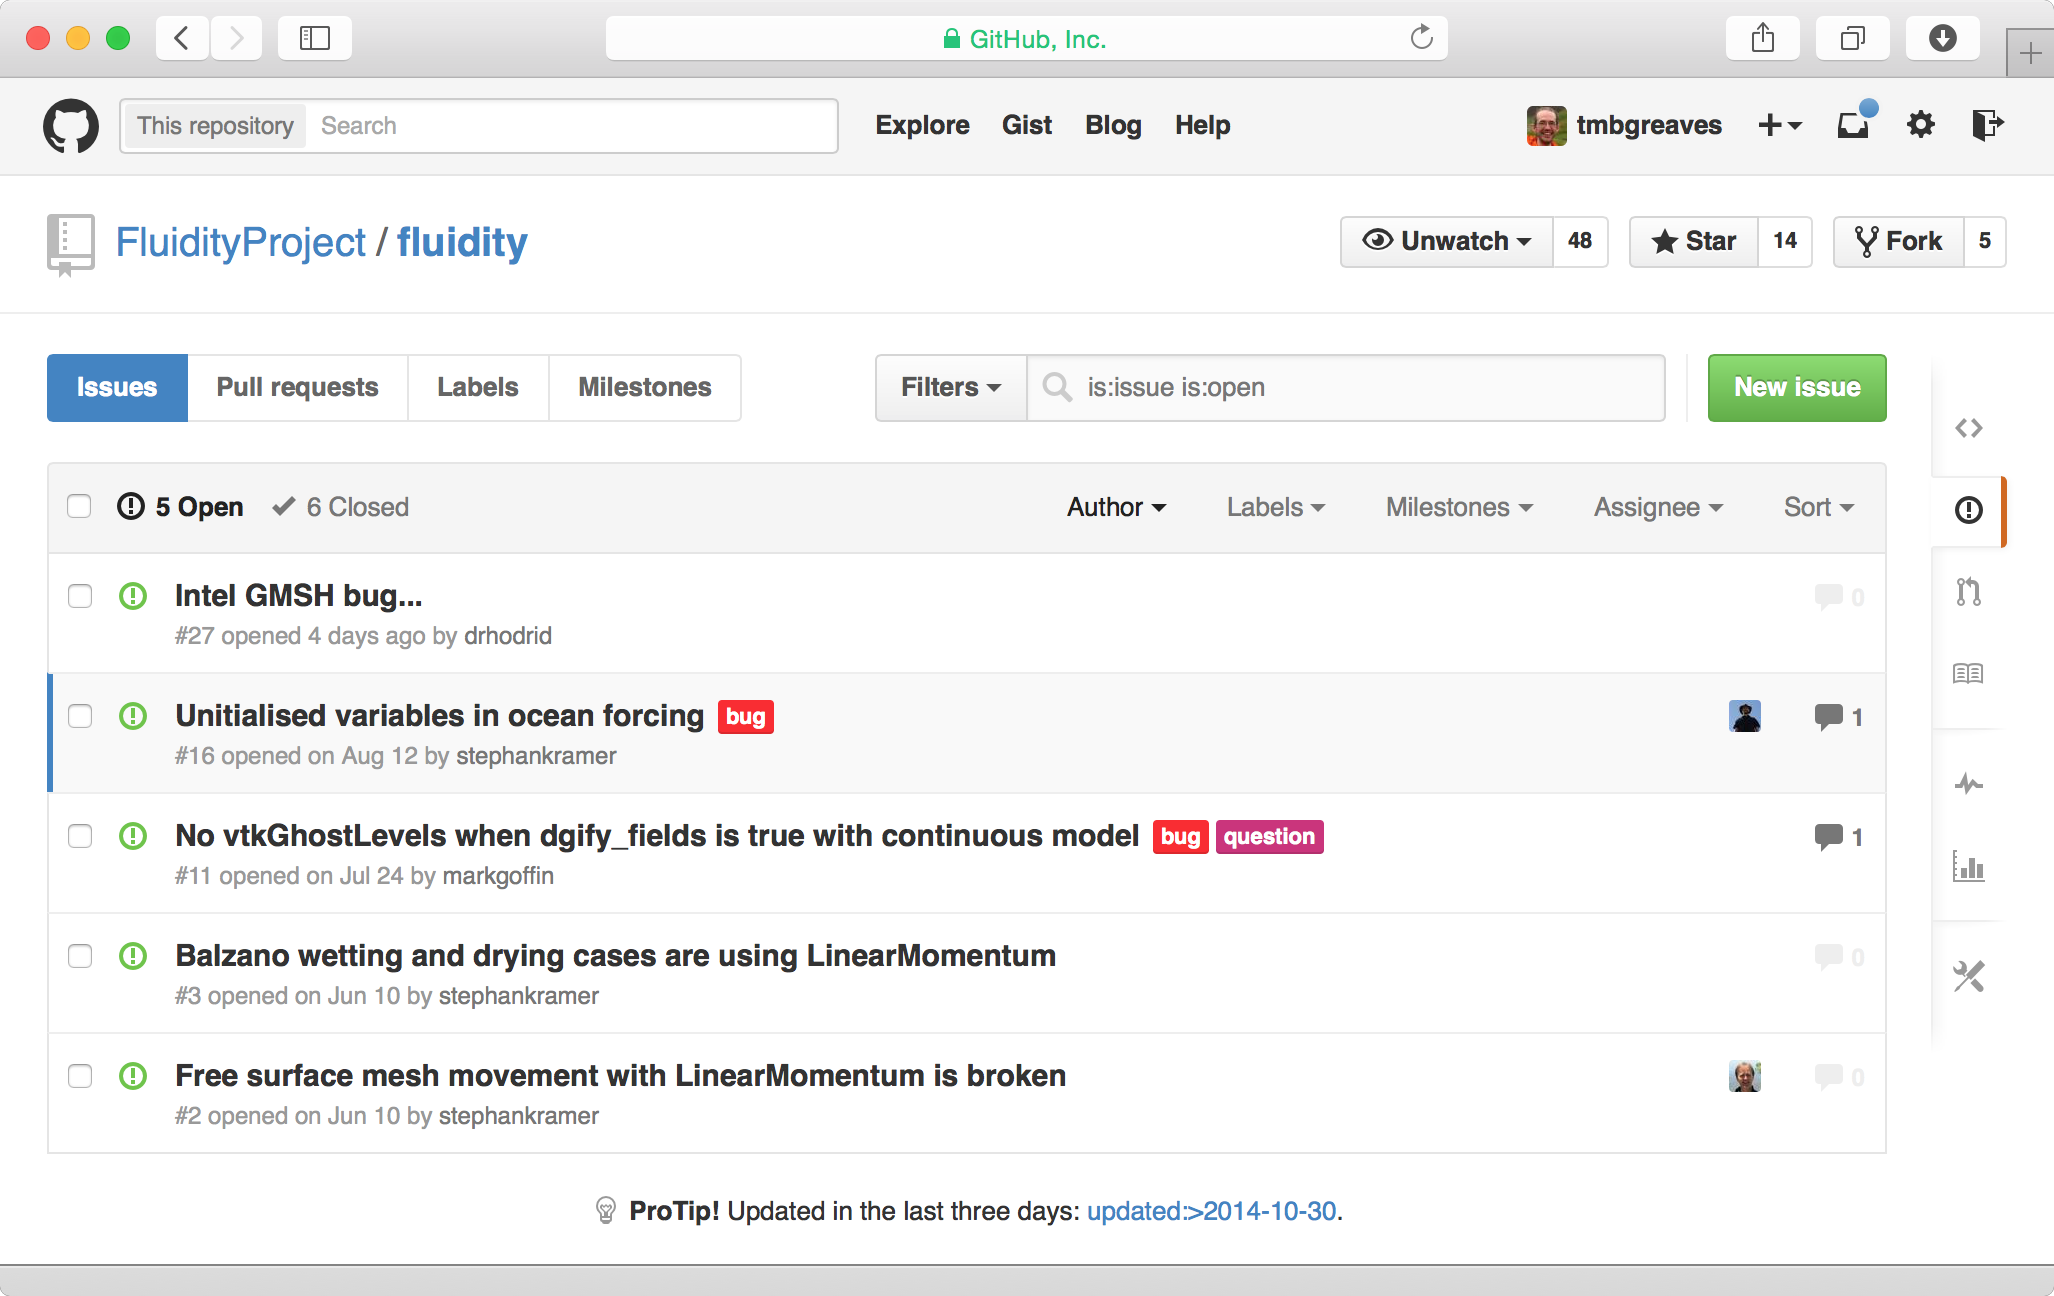 GitHub, Inc.
This repository Search Explore Gist Blog Help tmbgreaves
FluidityProject / fluidity Unwatch 48 Star 14 Fork 5
Issues Pull requests Labels Milestones Filters is:issue is:open New issue
5 Open 6 Closed Author Labels Milestones Assignee Sort
Intel GMSH bug... 0
#27 opened 4 days ago by drhodrid
Unitialised variables in ocean forcing bug 1
#16 opened on Aug 12 by stephankramer
No vtkGhostLevels when dgify_fields is true with continuous model bug question 1
#11 opened on Jul 24 by markgoffin
Balzano wetting and drying cases are using LinearMomentum 0
#3 opened on Jun 10 by stephankramer
Free surface mesh movement with LinearMomentum is broken 0
#2 opened on Jun 10 by stephankramer
ProTip! Updated in the last three days: updated:>2014-10-30.